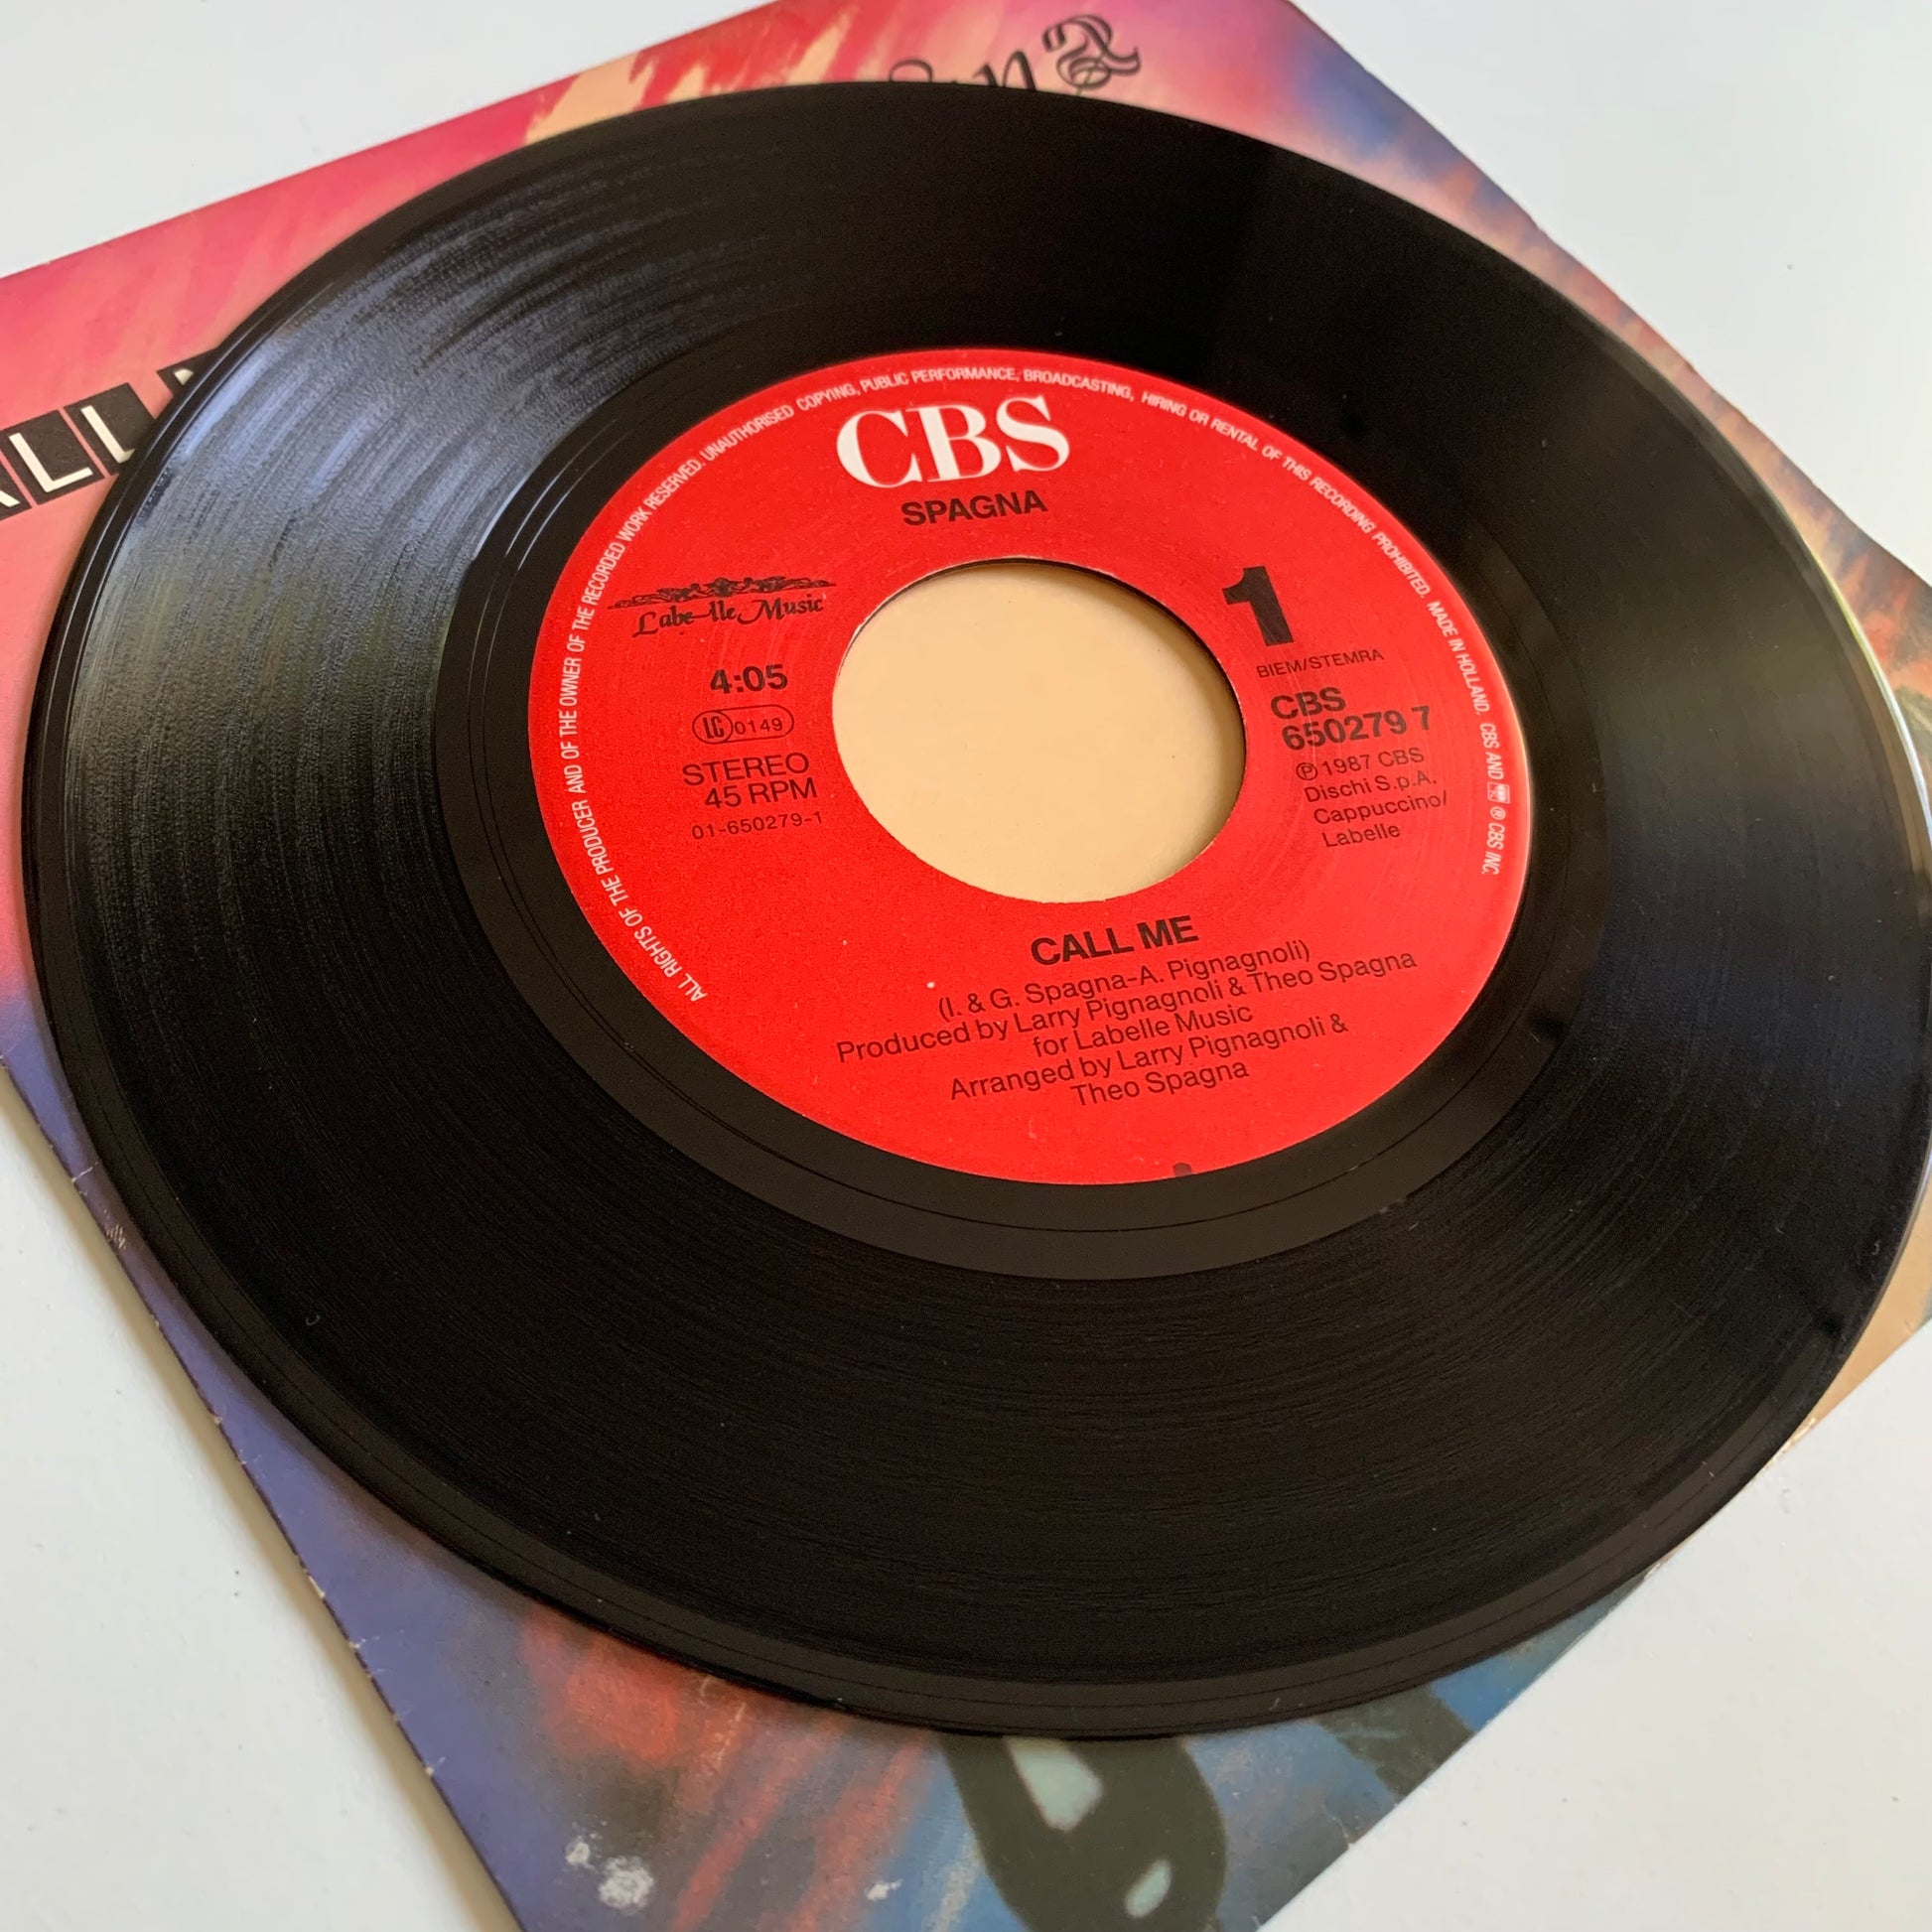 CBS
SPAGNA
Labelle Music
4:05
LC 0149
STEREO
45 RPM
01-650279-1
1
BIEM/STEMRA
CBS
650279 7
℗ 1987 CBS
Dischi S.p.A.
Cappuccino/
Labelle
CALL ME
(I. & G. Spagna-A. Pignagnoli)
Produced by Larry Pignagnoli & Theo Spagna
for Labelle Music
Arranged by Larry Pignagnoli &
Theo Spagna
ALL RIGHTS OF THE PRODUCER AND OF THE OWNER OF THE RECORDED WORK RESERVED. UNAUTHORISED COPYING, PUBLIC PERFORMANCE, BROADCASTING, HIRING OR RENTAL OF THIS RECORDING PROHIBITED. MADE IN HOLLAND. CBS AND ® CBS INC.